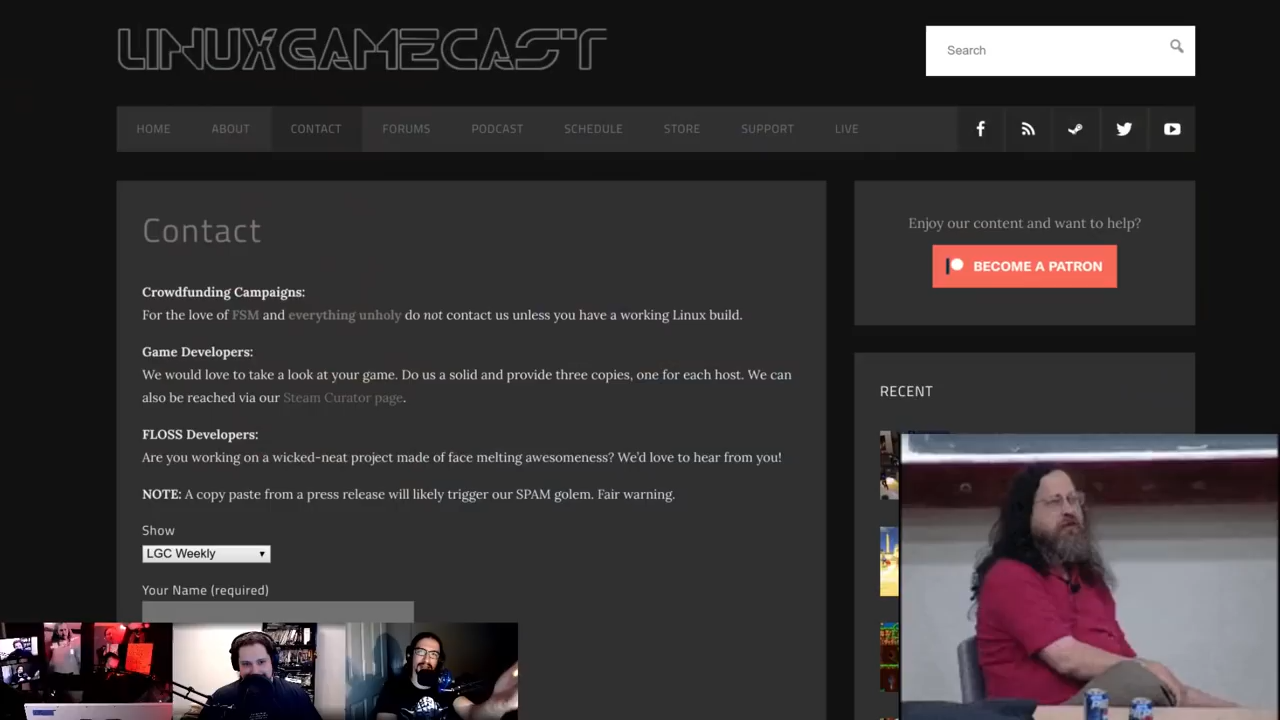 LINUXGAMECAST
Search
HOME ABOUT CONTACT FORUMS PODCAST SCHEDULE STORE SUPPORT LIVE
Contact
Crowdfunding Campaigns:
For the love of FSM and everything unholy do not contact us unless you have a working Linux build.
Game Developers:
We would love to take a look at your game. Do us a solid and provide three copies, one for each host. We can
also be reached via our Steam Curator page.
FLOSS Developers:
Are you working on a wicked-neat project made of face melting awesomeness? We'd love to hear from you!
NOTE: A copy paste from a press release will likely trigger our SPAM golem. Fair warning.
Show
LGC Weekly
Your Name (required)
Enjoy our content and want to help?
BECOME A PATRON
RECENT